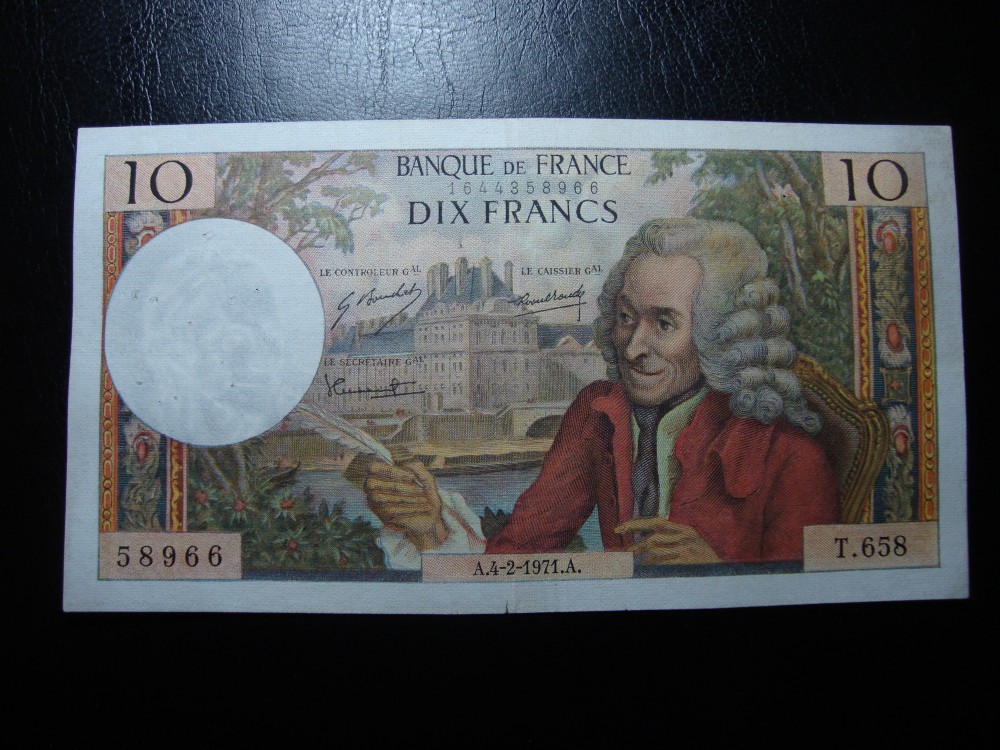 10
BANQUE DE FRANCE
10
1644358966
DIX FRANCS
LE CONTROLEUR GAL
LE CAISSIER GAL
LE SECRÉTAIRE GAL
58966
A.4-2-1971.A.
T.658